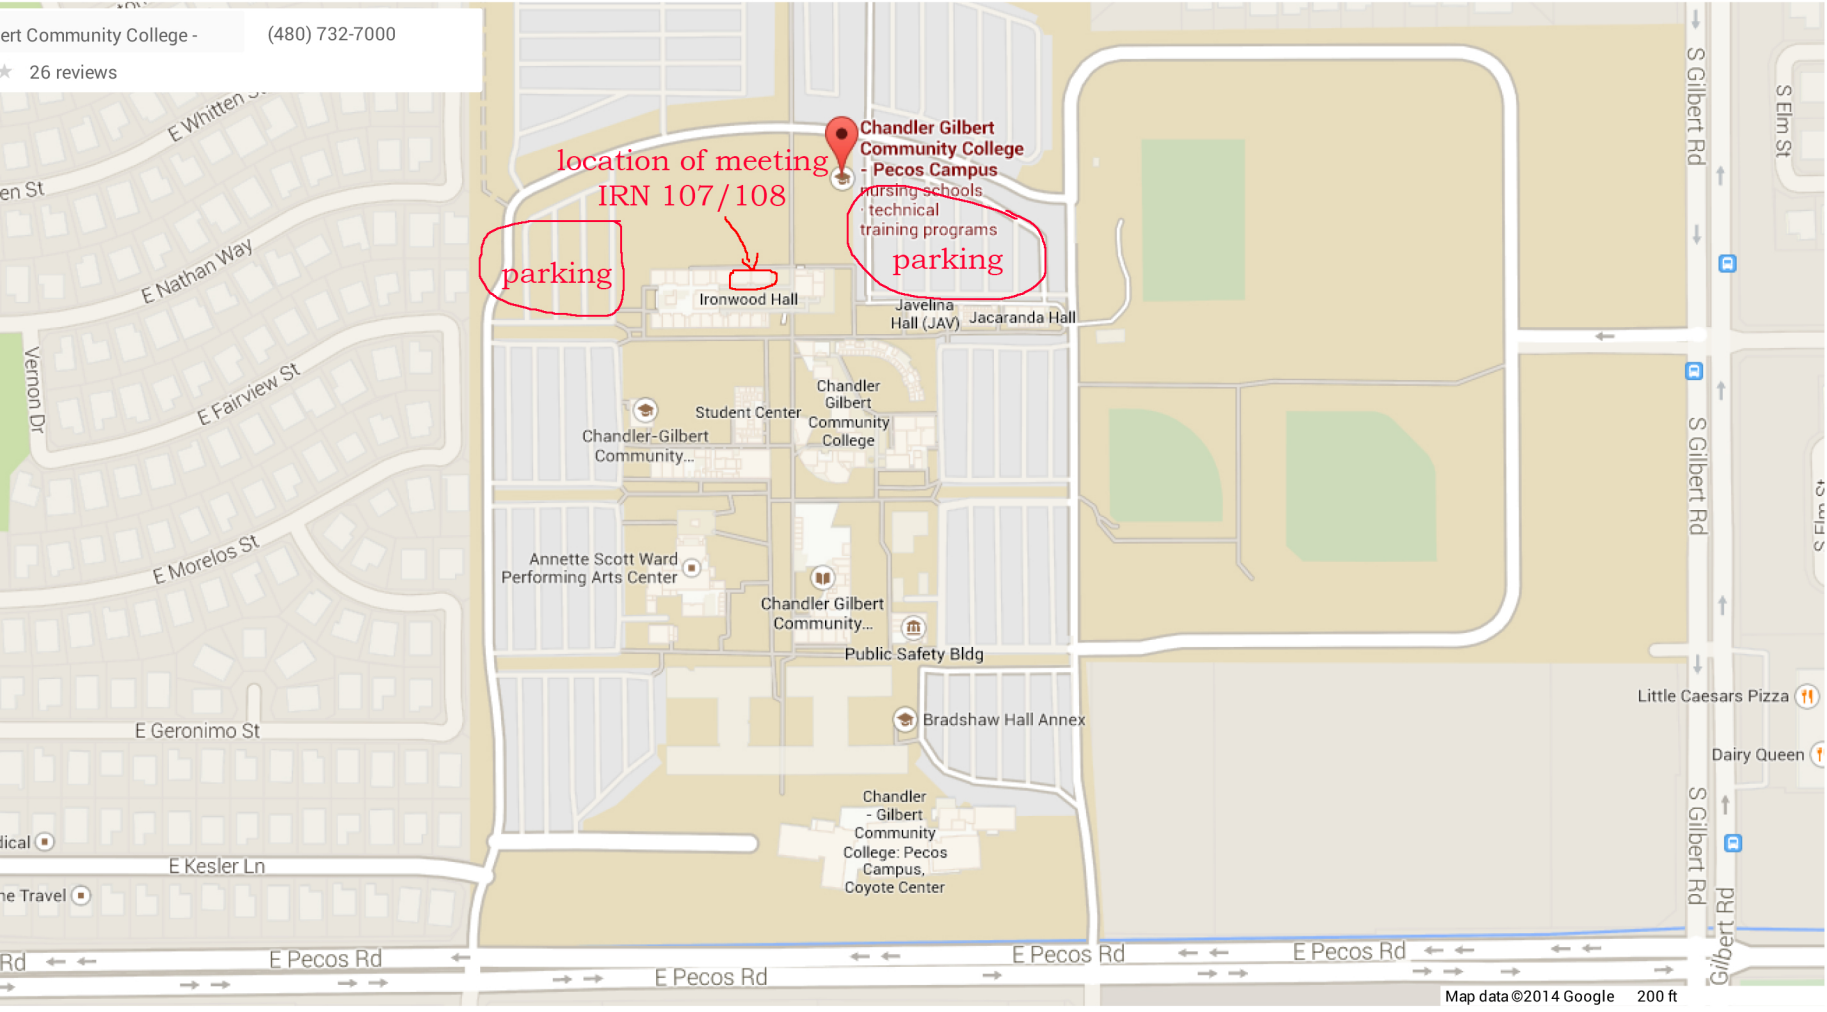 ert Community College -
(480) 732-7000
26 reviews
E Whitten St
en St
E Nathan Way
Vernon Dr
E Fairview St
E Morelos St
E Geronimo St
dical
E Kesler Ln
ne Travel
location of meeting
IRN 107/108
parking
Chandler Gilbert
Community College
- Pecos Campus
nursing schools
· technical
training programs
parking
Ironwood Hall
Javelina
Hall (JAV)
Jacaranda Hall
Student Center
Chandler
Gilbert
Community
College
Chandler-Gilbert
Community...
Annette Scott Ward
Performing Arts Center
Chandler Gilbert
Community...
Public Safety Bldg
Bradshaw Hall Annex
Chandler
- Gilbert
Community
College: Pecos
Campus,
Coyote Center
S Gilbert Rd
S Elm St
S Gilbert Rd
S Elm St
Little Caesars Pizza
Dairy Queen
S Gilbert Rd
Gilbert Rd
Rd
E Pecos Rd
E Pecos Rd
E Pecos Rd
E Pecos Rd
Map data ©2014 Google
200 ft